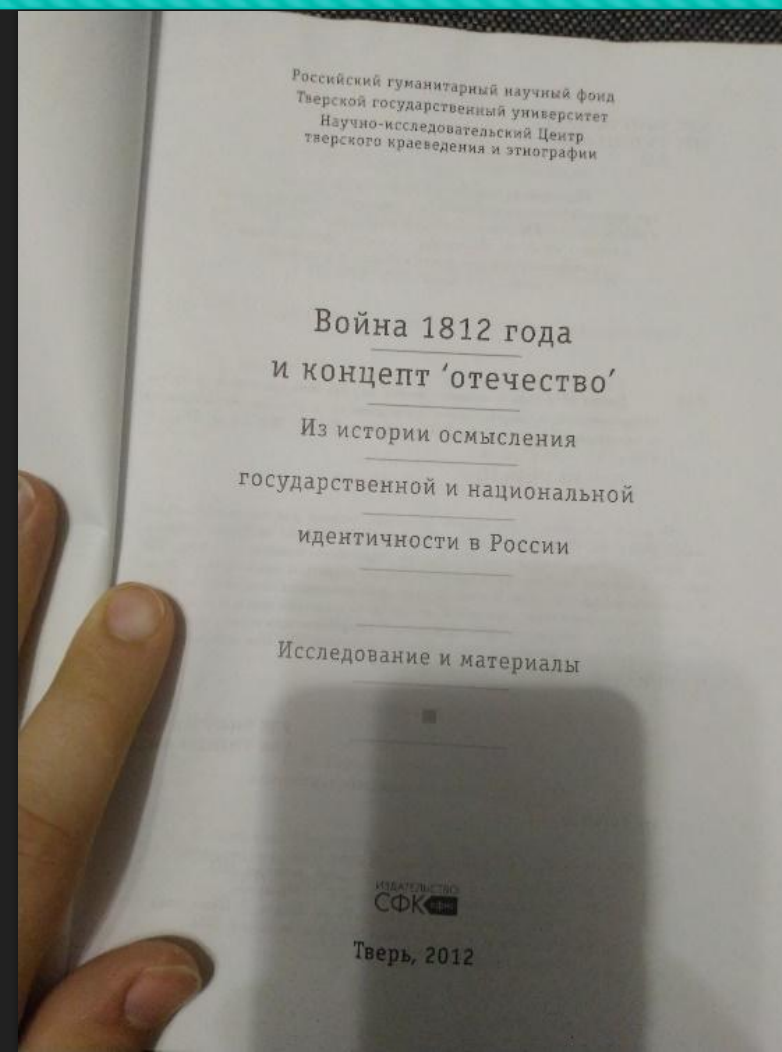 Российский гуманитарный научный фонд
Тверской государственный университет
Научно-исследовательский Центр
тверского краеведения и этнографии
Война 1812 года
и концепт ‘отечество’
Из истории осмысления
государственной и национальной
идентичности в России
Исследование и материалы
ИЗДАТЕЛЬСТВО
СФК
Тверь, 2012